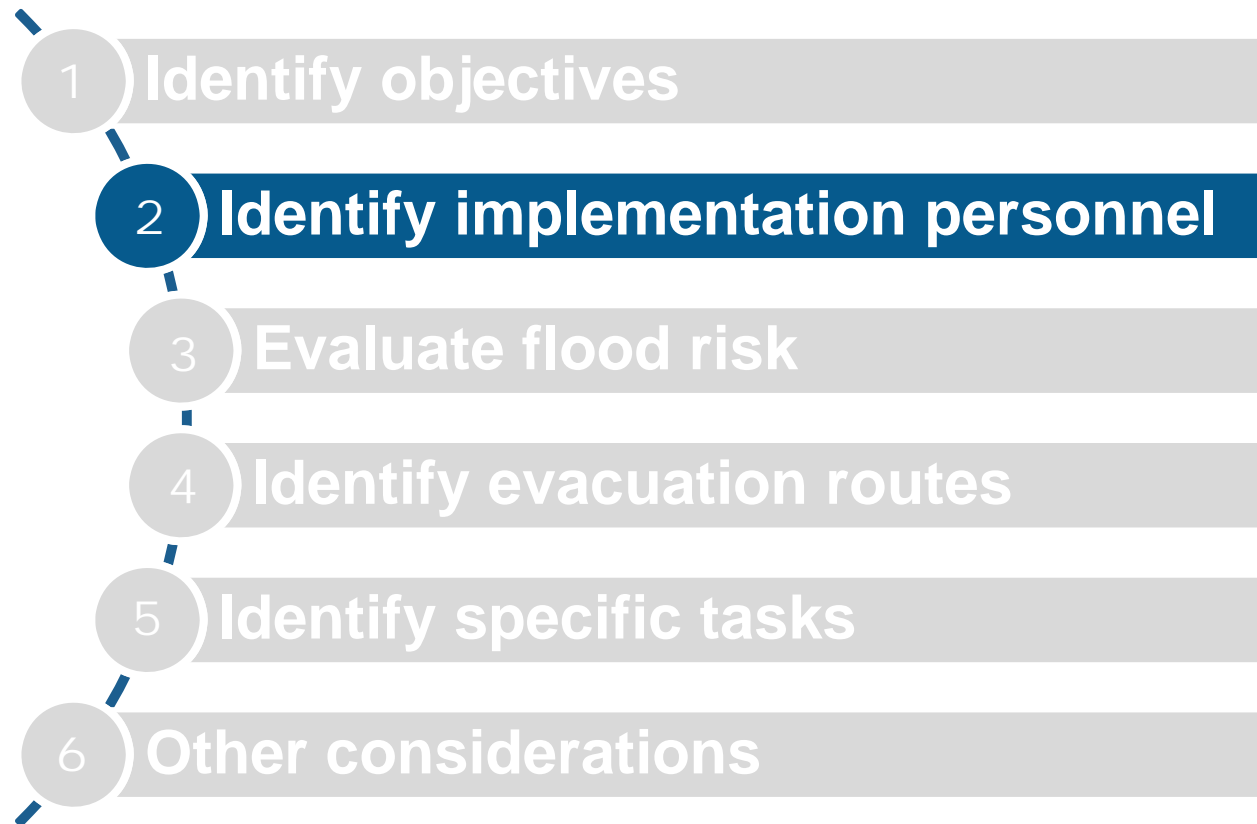 1 Identify objectives
2 Identify implementation personnel
3 Evaluate flood risk
4 Identify evacuation routes
5 Identify specific tasks
6 Other considerations